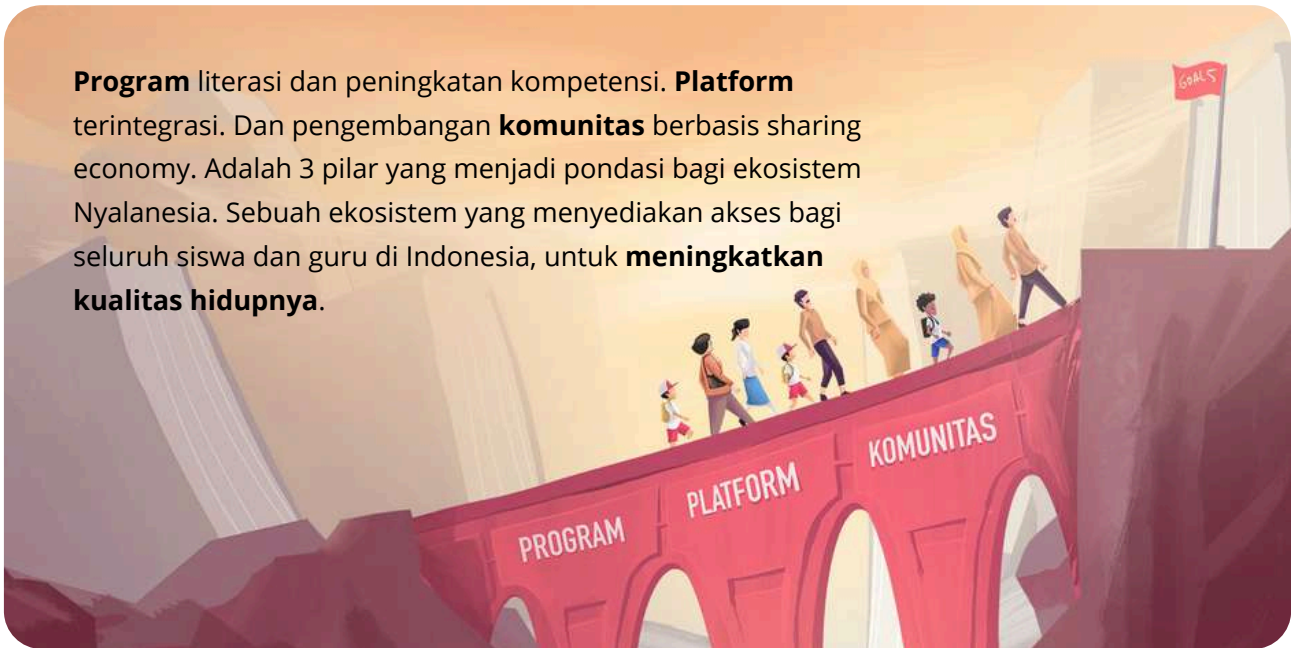 Program literasi dan peningkatan kompetensi. Platform
terintegrasi. Dan pengembangan komunitas berbasis sharing
economy. Adalah 3 pilar yang menjadi pondasi bagi ekosistem
Nyalanesia. Sebuah ekosistem yang menyediakan akses bagi
seluruh siswa dan guru di Indonesia, untuk meningkatkan
kualitas hidupnya.
GOALS
PROGRAM
PLATFORM
KOMUNITAS